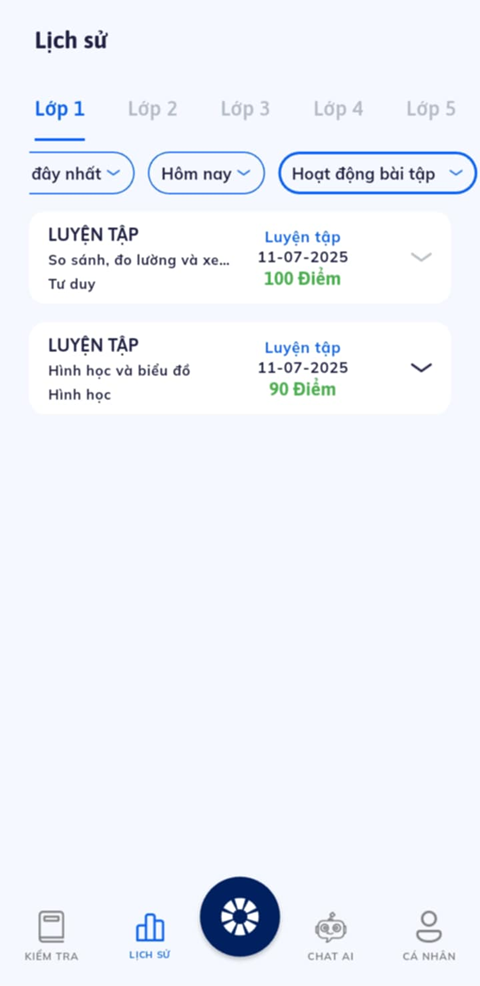 Lịch sử
Lớp 1 Lớp 2 Lớp 3 Lớp 4 Lớp 5
đây nhất Hôm nay Hoạt động bài tập
LUYỆN TẬP
So sánh, đo lường và xe...
Tư duy
Luyện tập
11-07-2025
100 Điểm
LUYỆN TẬP
Hình học và biểu đồ
Hình học
Luyện tập
11-07-2025
90 Điểm
KIỂM TRA LỊCH SỬ CHAT AI CÁ NHÂN